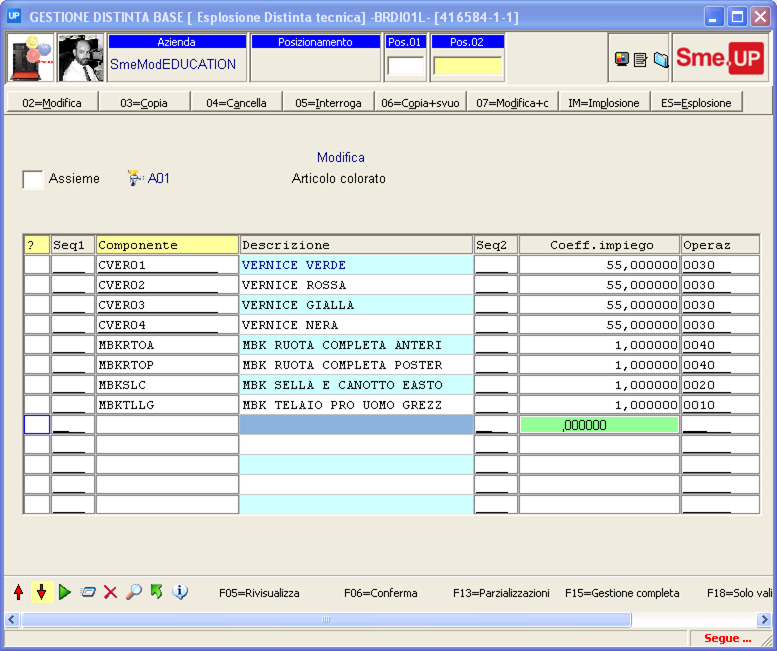 UP GESTIONE DISTINTA BASE [ Esplosione Distinta tecnica] -BRDI01L- [416584-1-1]
Azienda Posizionamento Pos.01 Pos.02
SmeModEDUCATION
Sme.UP
02=Modifica 03=Copia 04=Cancella 05=Interroga 06=Copia+svuo 07=Modifica+c IM=Implosione ES=Esplosione
Modifica
Assieme A01 Articolo colorato
? Seq1 Componente Descrizione Seq2 Coeff.impiego Operaz
CVER01 VERNICE VERDE 55,000000 0030
CVER02 VERNICE ROSSA 55,000000 0030
CVER03 VERNICE GIALLA 55,000000 0030
CVER04 VERNICE NERA 55,000000 0030
MBKRTOA MBK RUOTA COMPLETA ANTERI 1,000000 0040
MBKRTOP MBK RUOTA COMPLETA POSTER 1,000000 0040
MBKSLC MBK SELLA E CANOTTO EASTO 1,000000 0020
MBKTLLG MBK TELAIO PRO UOMO GREZZ 1,000000 0010
,000000
F05=Rivisualizza F06=Conferma F13=Parzializzazioni F15=Gestione completa F18=Solo vali
Segue ...